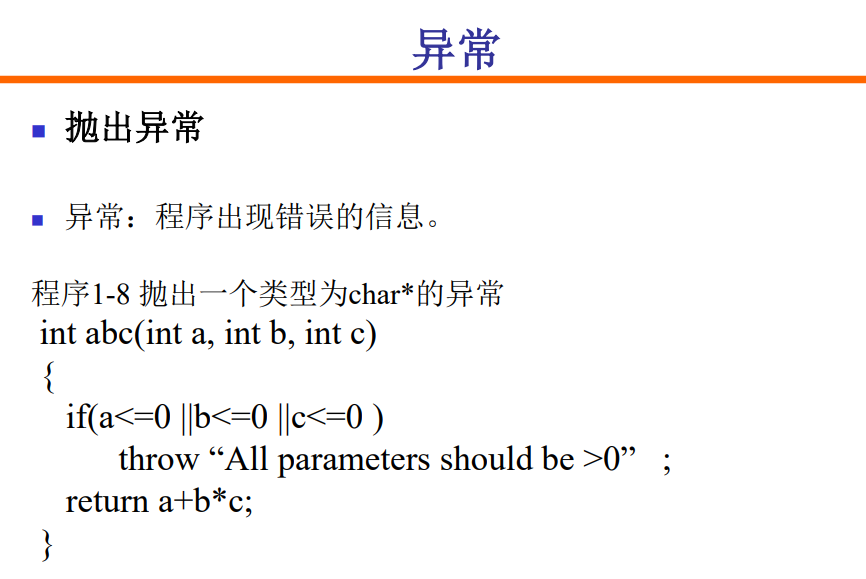 异常
抛出异常
异常：程序出现错误的信息。
程序1-8 抛出一个类型为char*的异常
int abc(int a, int b, int c)
{
if(a<=0 ||b<=0 ||c<=0 )
throw “All parameters should be >0” ;
return a+b*c;
}